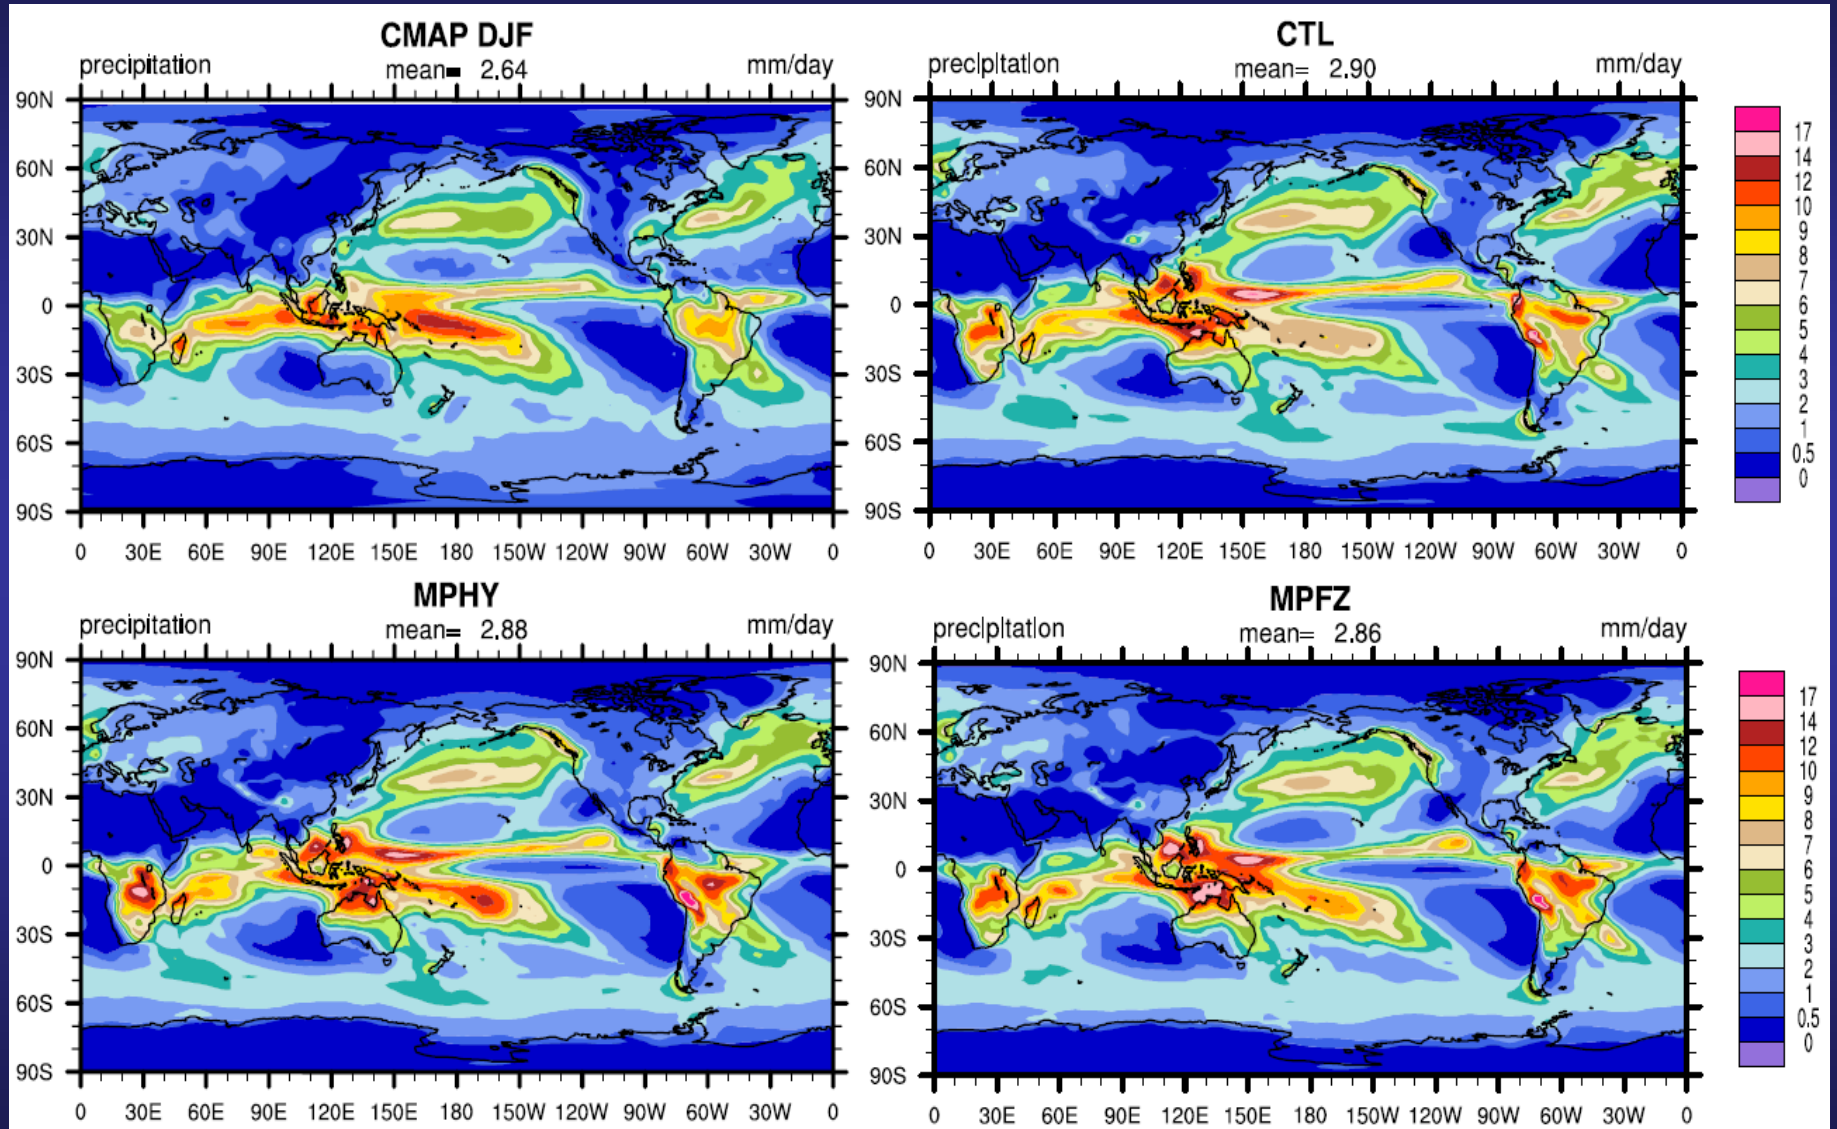 CMAP DJF
precipitation mean= 2.64 mm/day
90N
60N
30N
0
30S
60S
90S
0 30E 60E 90E 120E 150E 180 150W 120W 90W 60W 30W 0
CTL
precipitation mean= 2.90 mm/day
90N
60N
30N
0
30S
60S
90S
0 30E 60E 90E 120E 150E 180 150W 120W 90W 60W 30W 0
17
14
12
10
9
8
7
6
5
4
3
2
1
0.5
0
MPHY
precipitation mean= 2.88 mm/day
90N
60N
30N
0
30S
60S
90S
0 30E 60E 90E 120E 150E 180 150W 120W 90W 60W 30W 0
MPFZ
precipitation mean= 2.86 mm/day
90N
60N
30N
0
30S
60S
90S
0 30E 60E 90E 120E 150E 180 150W 120W 90W 60W 30W 0
17
14
12
10
9
8
7
6
5
4
3
2
1
0.5
0